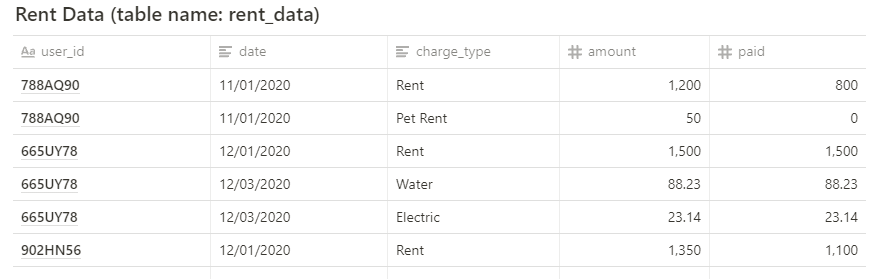 Rent Data (table name: rent_data)
Aa user_id date charge_type # amount # paid
788AQ90 11/01/2020 Rent 1,200 800
788AQ90 11/01/2020 Pet Rent 50 0
665UY78 12/01/2020 Rent 1,500 1,500
665UY78 12/03/2020 Water 88.23 88.23
665UY78 12/03/2020 Electric 23.14 23.14
902HN56 12/01/2020 Rent 1,350 1,100